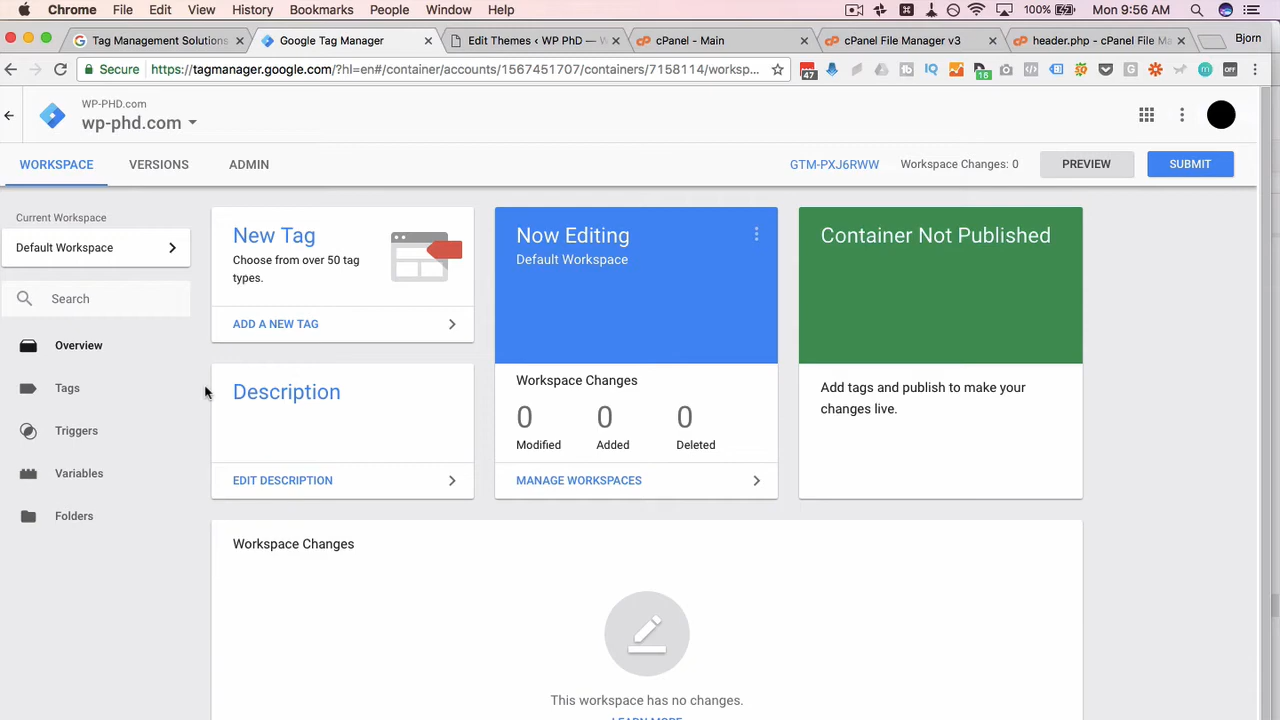 Chrome File Edit View History Bookmarks People Window Help 100% Mon 9:56 AM
Tag Management Solutions Google Tag Manager Edit Themes ‹ WP PhD — W cPanel - Main cPanel File Manager v3 header.php - cPanel File Ma Bjorn
Secure https://tagmanager.google.com/?hl=en#/container/accounts/1567451707/containers/7158114/worksp... 47 16 OFF
WP-PHD.com
wp-phd.com
WORKSPACE VERSIONS ADMIN GTM-PXJ6RWW Workspace Changes: 0 PREVIEW SUBMIT
Current Workspace
Default Workspace
Search
Overview
Tags
Triggers
Variables
Folders
New Tag
Choose from over 50 tag
types.
ADD A NEW TAG
Description
EDIT DESCRIPTION
Now Editing
Default Workspace
Workspace Changes
0 0 0
Modified Added Deleted
MANAGE WORKSPACES
Container Not Published
Add tags and publish to make your
changes live.
Workspace Changes
This workspace has no changes.
LEARN MORE